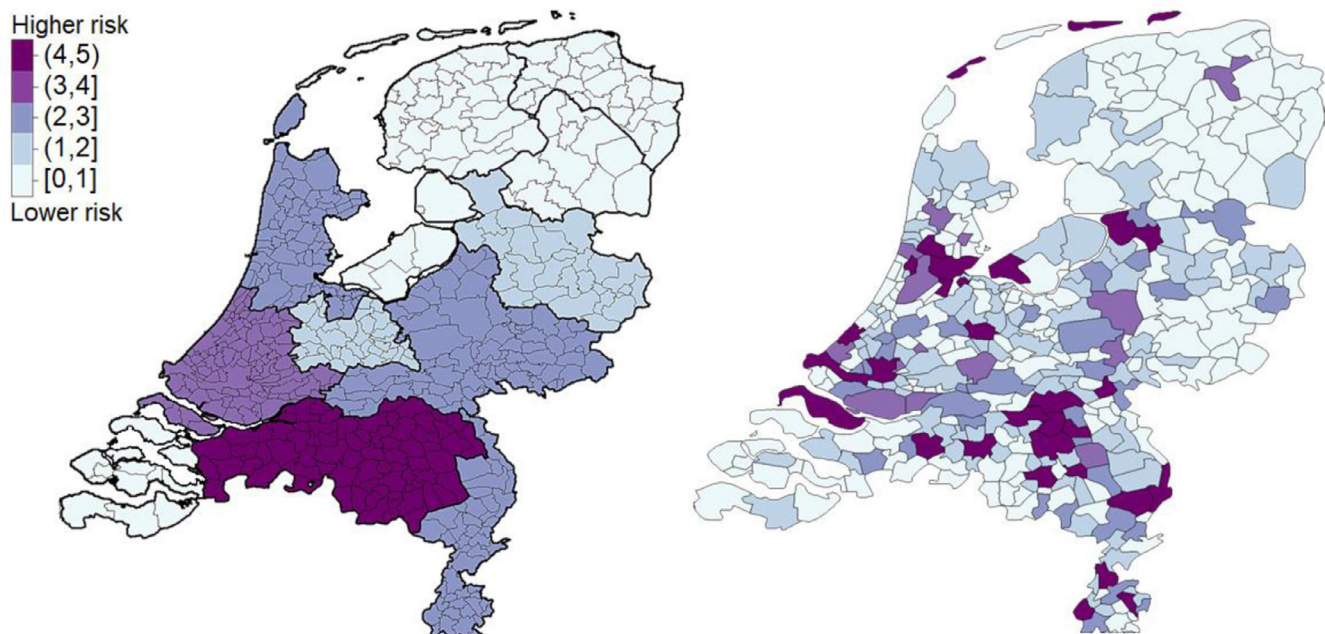 Higher risk
(4,5)
(3,4]
(2,3]
(1,2]
[0,1]
Lower risk